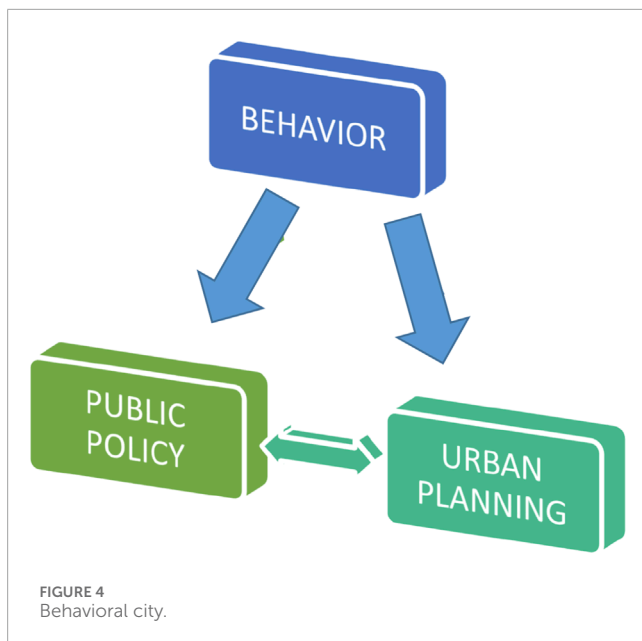 BEHAVIOR
PUBLIC
POLICY
URBAN
PLANNING
FIGURE 4
Behavioral city.